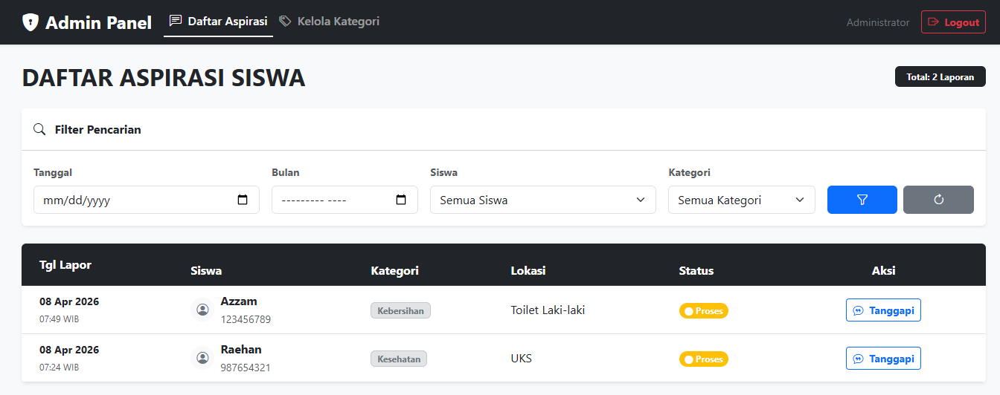 Admin Panel Daftar Aspirasi Kelola Kategori Administrator Logout
DAFTAR ASPIRASI SISWA Total: 2 Laporan
Filter Pencarian
Tanggal Bulan Siswa Kategori
mm/dd/yyyy --------- ---- Semua Siswa Semua Kategori
Tgl Lapor Siswa Kategori Lokasi Status Aksi
08 Apr 2026 Azzam Kebersihan Toilet Laki-laki Proses Tanggapi
07:49 WIB 123456789
08 Apr 2026 Raehan Kesehatan UKS Proses Tanggapi
07:24 WIB 987654321